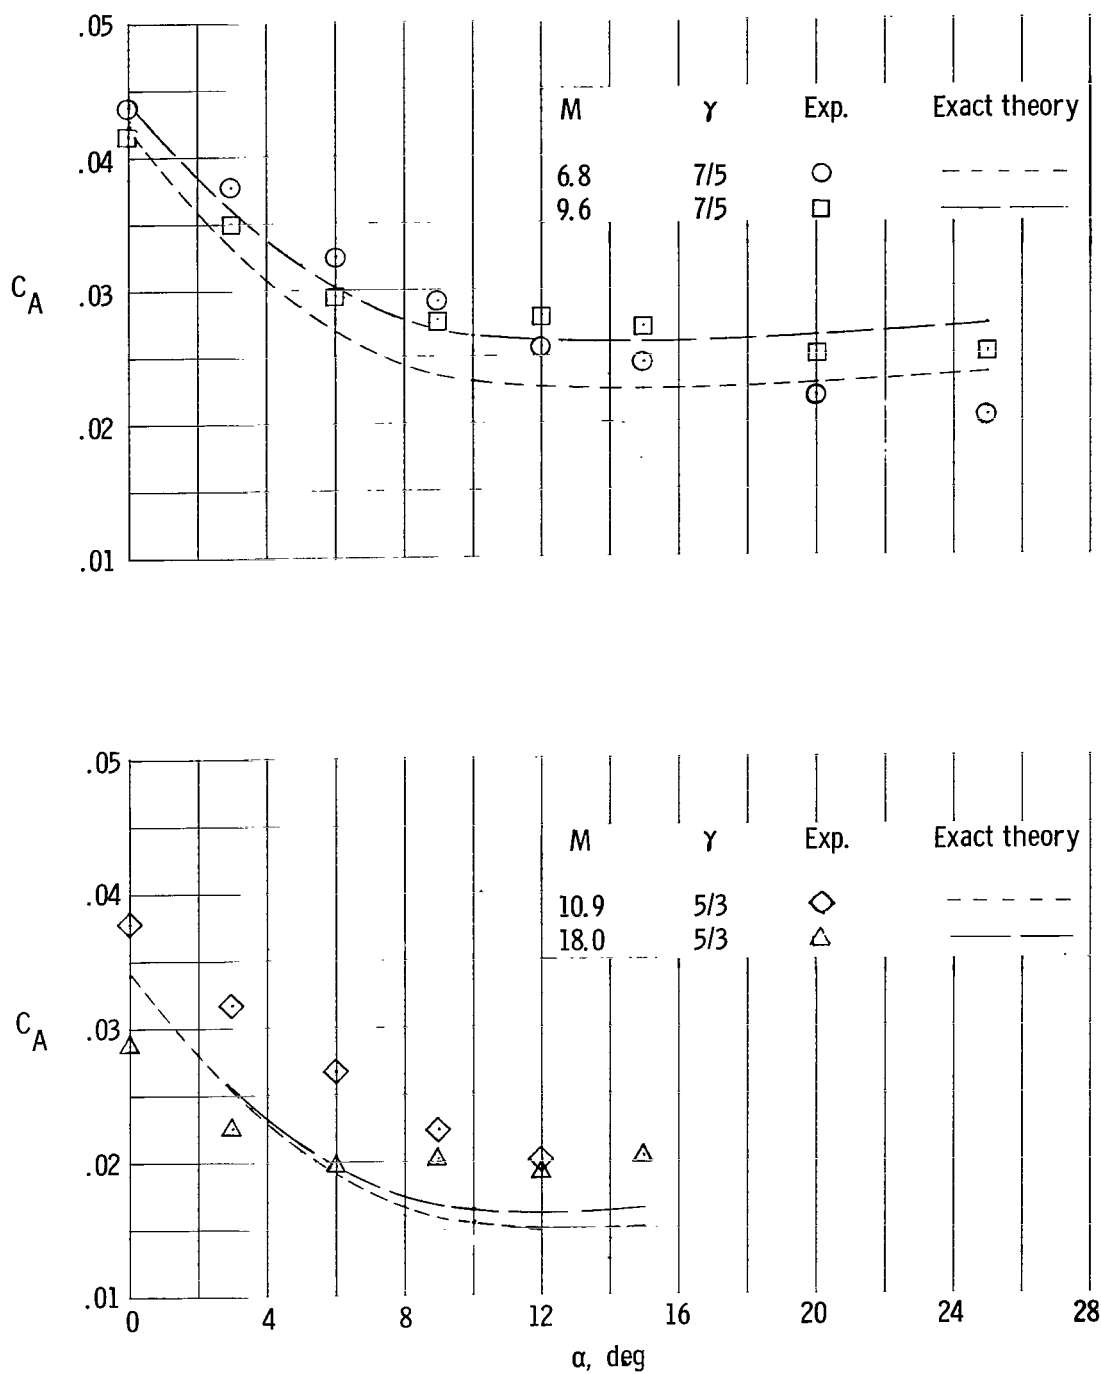 .05
M γ Exp. Exact theory
.04
6.8 7/5
9.6 7/5
C_A
.03
.02
.01
.05
M γ Exp. Exact theory
.04
10.9 5/3
18.0 5/3
C_A
.03
.02
.01
0 4 8 12 16 20 24 28
α, deg